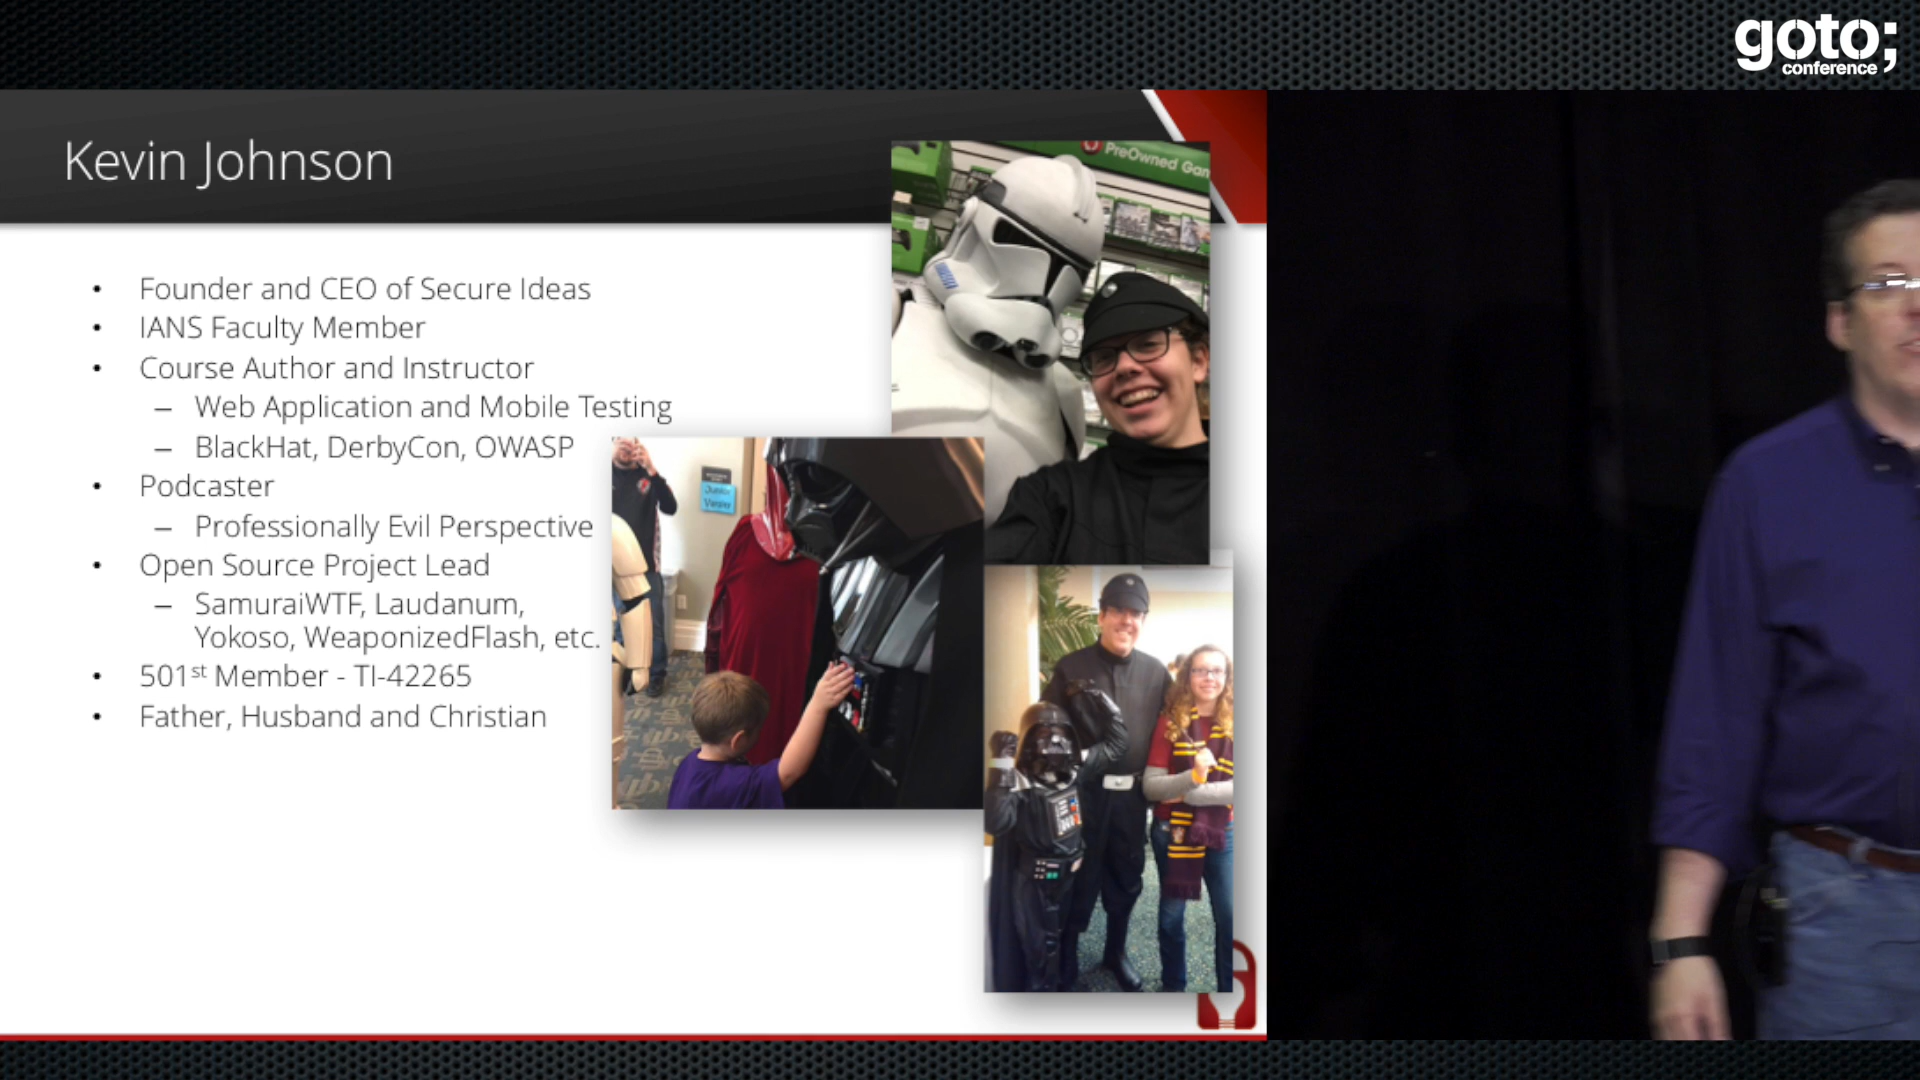 goto;
conference
Kevin Johnson
• Founder and CEO of Secure Ideas
• IANS Faculty Member
• Course Author and Instructor
– Web Application and Mobile Testing
– BlackHat, DerbyCon, OWASP
• Podcaster
– Professionally Evil Perspective
• Open Source Project Lead
– SamuraiWTF, Laudanum,
Yokoso, WeaponizedFlash, etc.
• 501st Member - TI-42265
• Father, Husband and Christian
PreOwned Gam